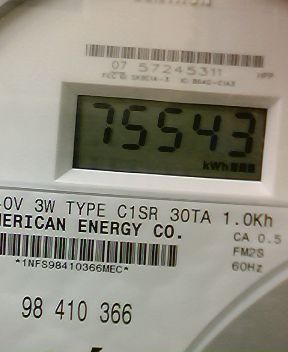 07 57245311
75543
kWh
0V 3W TYPE C1SR 30TA 1.0Kh
MERICAN ENERGY CO.
CA 0.5
FM2S
60Hz
*1NFS98410366MEC*
98 410 366